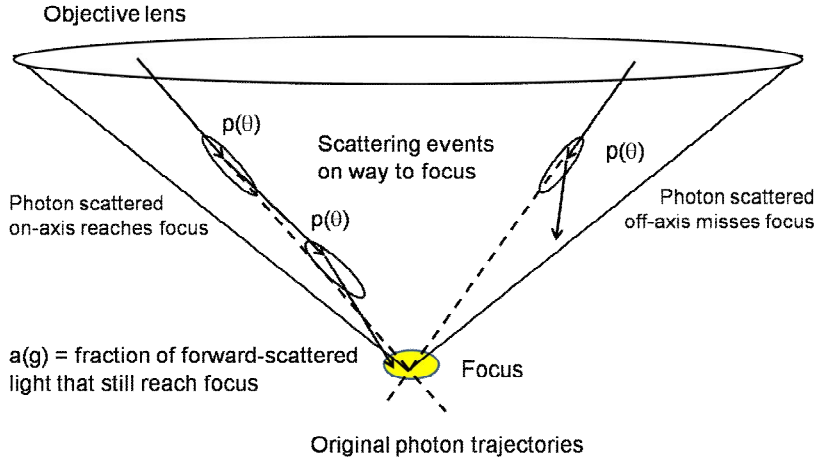 Objective lens
p(θ)
Scattering events
on way to focus
p(θ)
Photon scattered
on-axis reaches focus
p(θ)
Photon scattered
off-axis misses focus
a(g) = fraction of forward-scattered
light that still reach focus
Focus
Original photon trajectories